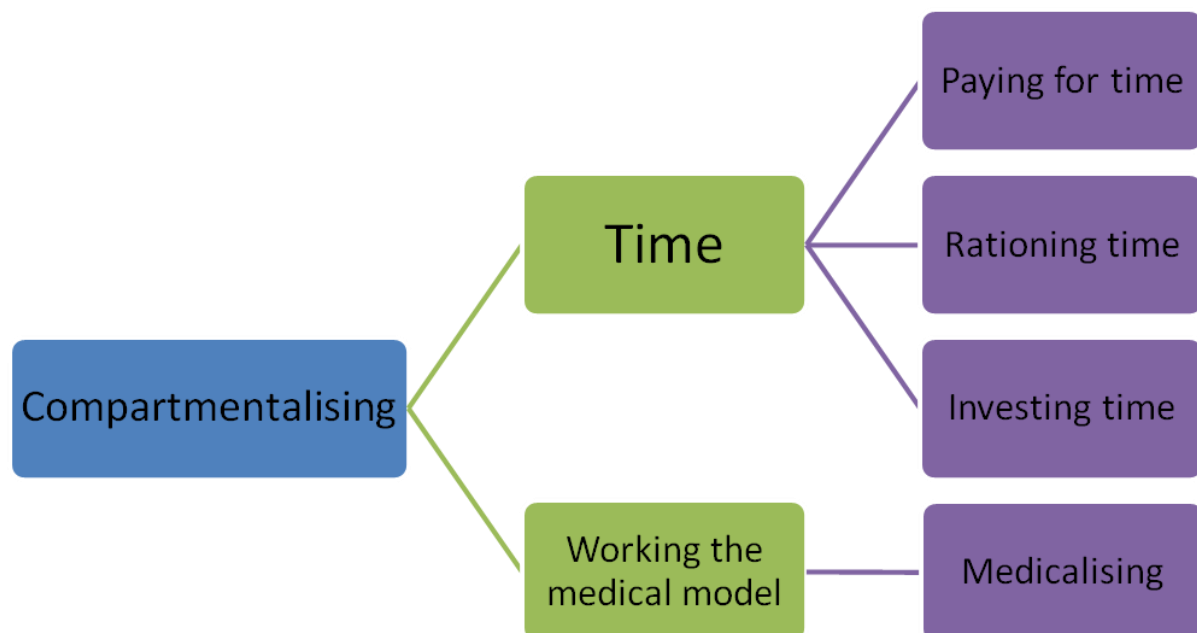 Compartmentalising
Time
Paying for time
Rationing time
Investing time
Working the
medical model
Medicalising